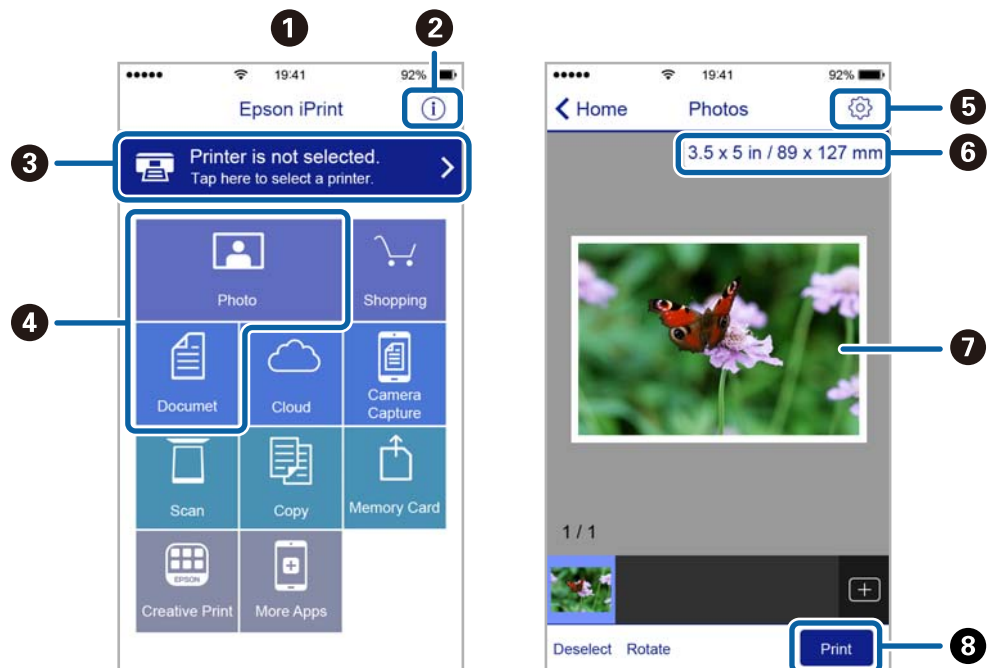 1
2
19:41
92%
Epson iPrint
i
3
Printer is not selected.
Tap here to select a printer.
4
Photo
Shopping
Documet
Cloud
Camera
Capture
Scan
Copy
Memory Card
EPSON
Creative Print
More Apps
19:41
92%
Home
Photos
5
3.5 x 5 in / 89 x 127 mm
6
7
1 / 1
Deselect
Rotate
Print
8